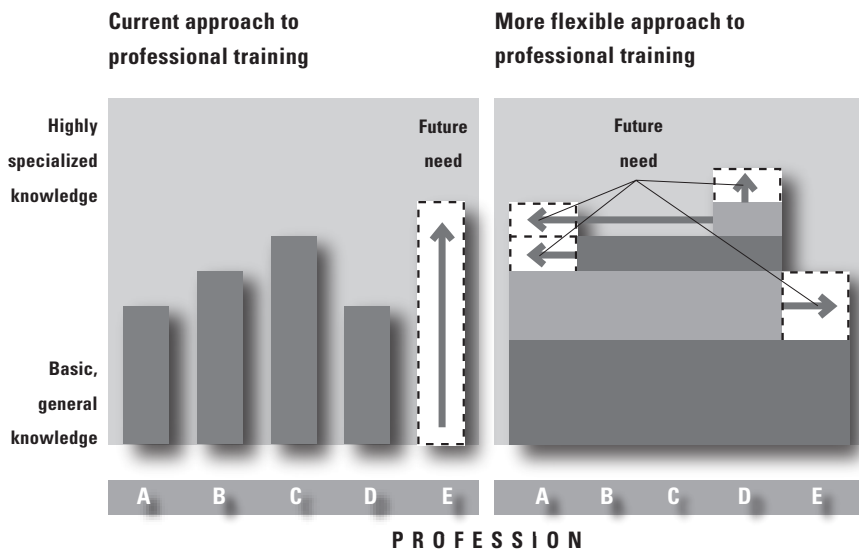 Current approach to
professional training
More flexible approach to
professional training
Highly
specialized
knowledge
Basic,
general
knowledge
Future
need
Future
need
A B C D E
A B C D E
PROFESSION